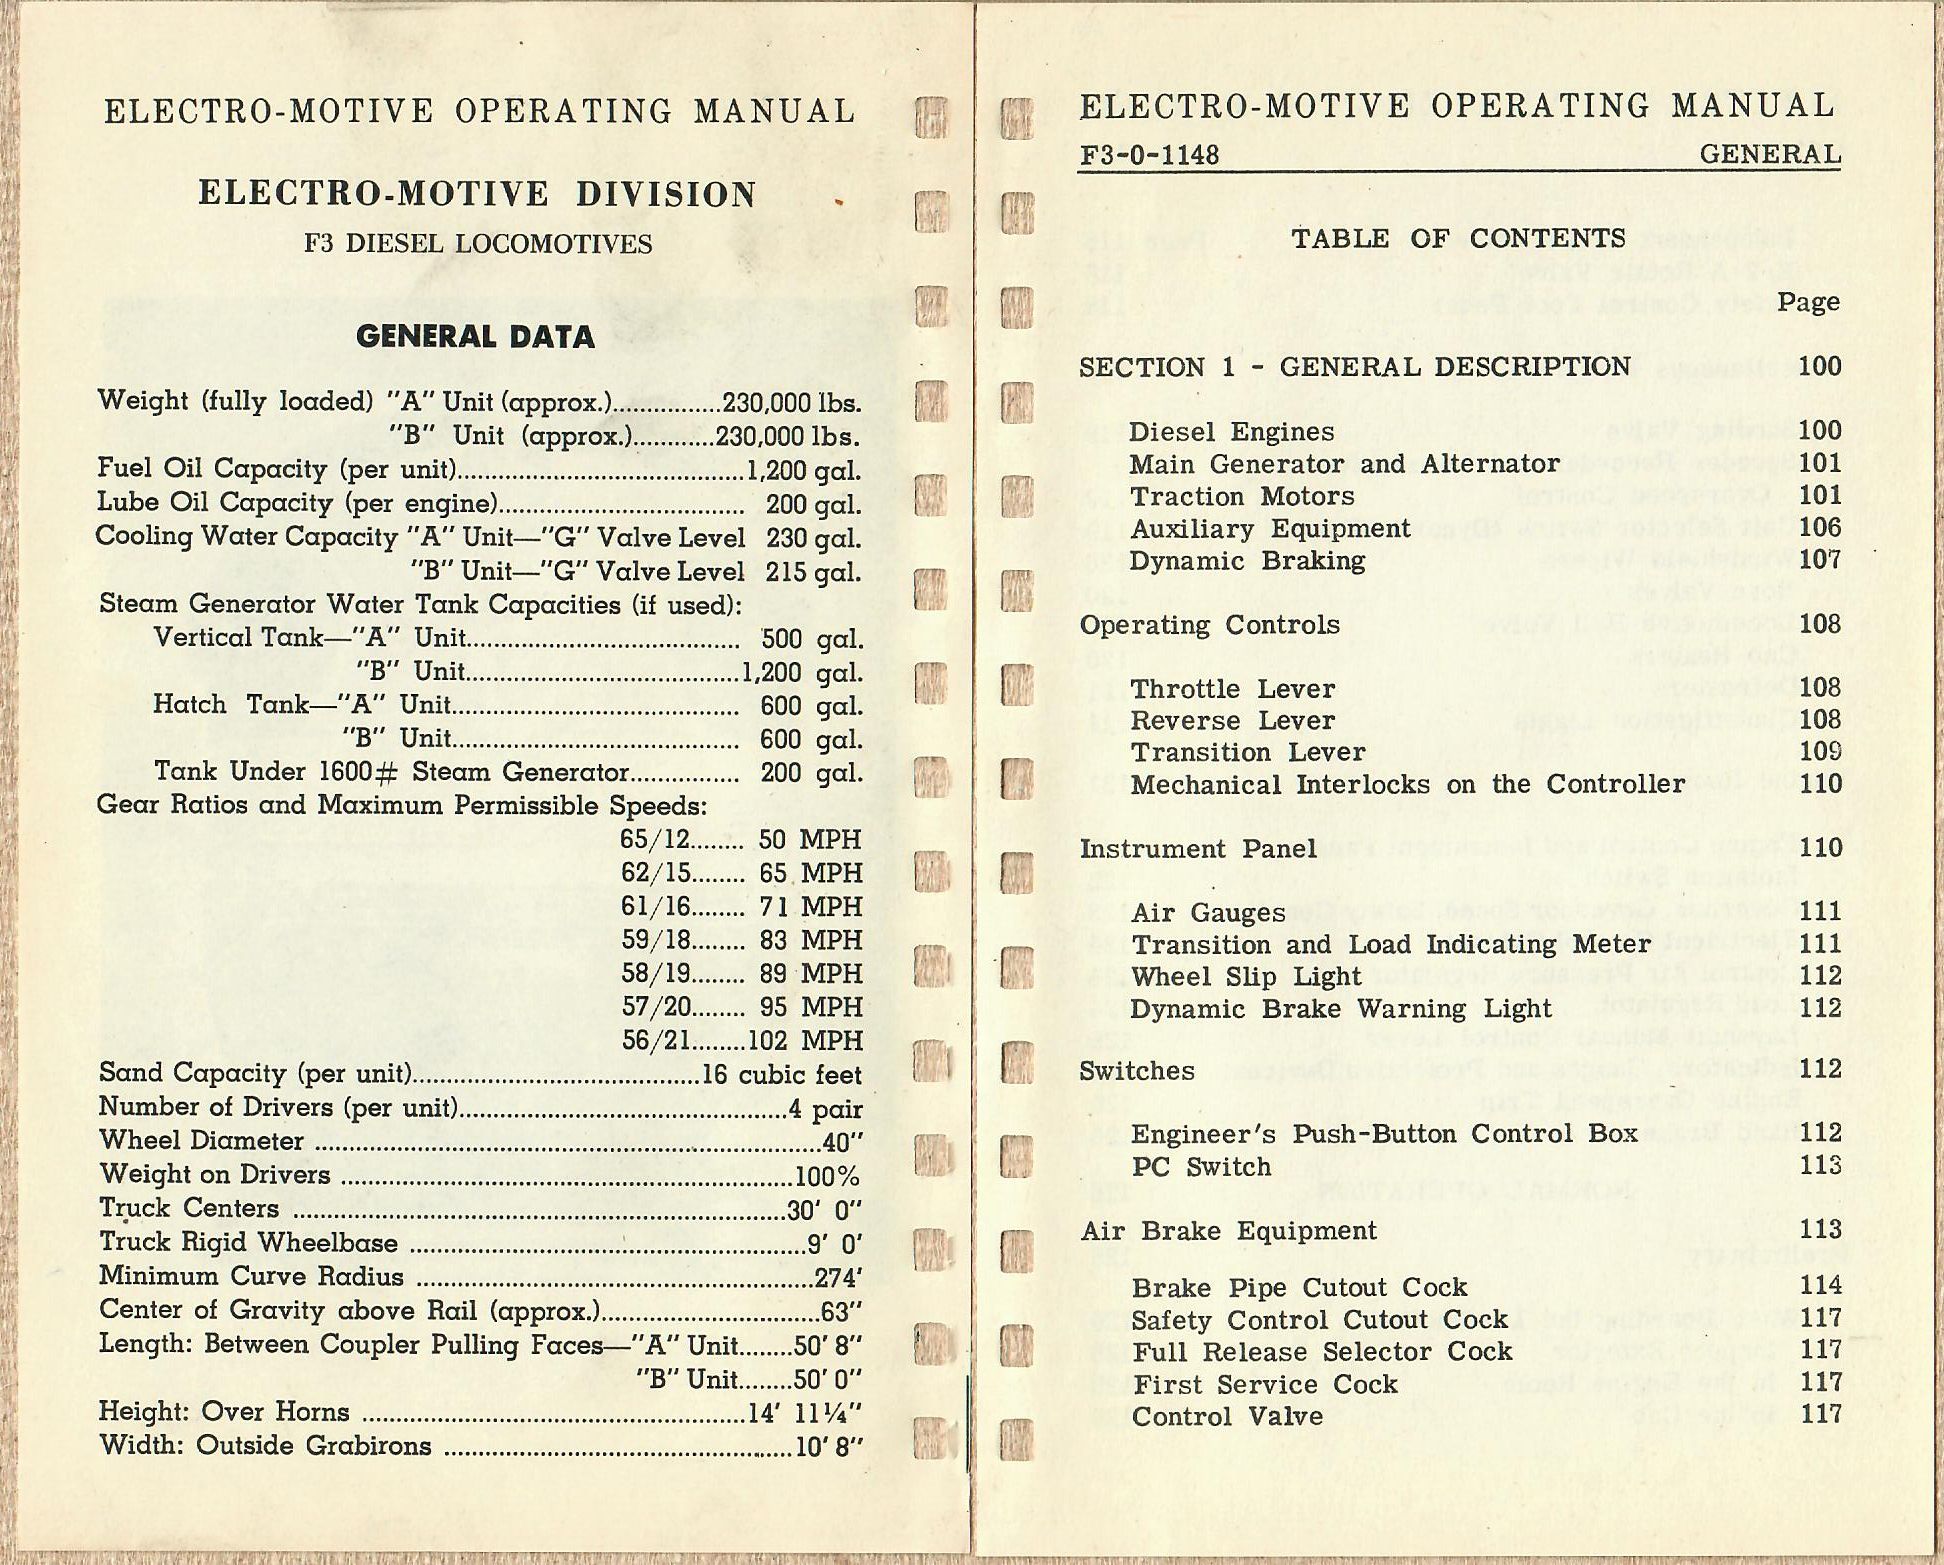 ELECTRO-MOTIVE OPERATING MANUAL
ELECTRO-MOTIVE DIVISION
F3 DIESEL LOCOMOTIVES
GENERAL DATA
Weight (fully loaded) "A" Unit (approx.)................230,000 lbs.
"B" Unit (approx.)............230,000 lbs.
Fuel Oil Capacity (per unit)..........................................1,200 gal.
Lube Oil Capacity (per engine).................................... 200 gal.
Cooling Water Capacity "A" Unit—"G" Valve Level 230 gal.
"B" Unit—"G" Valve Level 215 gal.
Steam Generator Water Tank Capacities (if used):
Vertical Tank—"A" Unit........................................ 500 gal.
"B" Unit........................................1,200 gal.
Hatch Tank—"A" Unit.......................................... 600 gal.
"B" Unit.......................................... 600 gal.
Tank Under 1600# Steam Generator................ 200 gal.
Gear Ratios and Maximum Permissible Speeds:
65/12........ 50 MPH
62/15........ 65 MPH
61/16........ 71 MPH
59/18........ 83 MPH
58/19........ 89 MPH
57/20........ 95 MPH
56/21........102 MPH
Sand Capacity (per unit)..........................................16 cubic feet
Number of Drivers (per unit)................................................4 pair
Wheel Diameter ..........................................................................40"
Weight on Drivers ..................................................................100%
Truck Centers ........................................................................30' 0"
Truck Rigid Wheelbase ..........................................................9' 0'
Minimum Curve Radius ..........................................................274'
Center of Gravity above Rail (approx.)................................63"
Length: Between Coupler Pulling Faces—"A" Unit........50' 8"
"B" Unit........50' 0"
Height: Over Horns ........................................................14' 11¼"
Width: Outside Grabirons ...................................................10' 8"
ELECTRO-MOTIVE OPERATING MANUAL
F3-0-1148 GENERAL
TABLE OF CONTENTS
Page
SECTION 1 - GENERAL DESCRIPTION 100
Diesel Engines 100
Main Generator and Alternator 101
Traction Motors 101
Auxiliary Equipment 106
Dynamic Braking 107
Operating Controls 108
Throttle Lever 108
Reverse Lever 108
Transition Lever 109
Mechanical Interlocks on the Controller 110
Instrument Panel 110
Air Gauges 111
Transition and Load Indicating Meter 111
Wheel Slip Light 112
Dynamic Brake Warning Light 112
Switches 112
Engineer's Push-Button Control Box 112
PC Switch 113
Air Brake Equipment 113
Brake Pipe Cutout Cock 114
Safety Control Cutout Cock 117
Full Release Selector Cock 117
First Service Cock 117
Control Valve 117